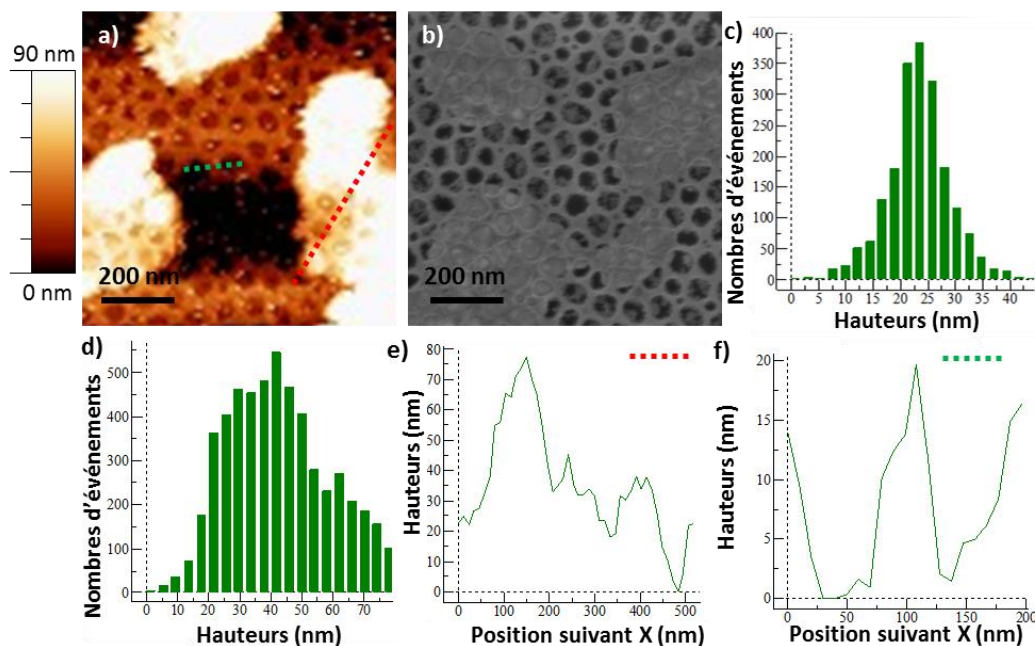 90 nm
0 nm
a)
200 nm
b)
200 nm
c)
Nombres d'événements
400
350
300
250
200
150
100
50
0
0 5 10 15 20 25 30 35 40
Hauteurs (nm)
d)
Nombres d'événements
500
400
300
200
100
0
0 10 20 30 40 50 60 70
Hauteurs (nm)
e)
Hauteurs (nm)
80
70
60
50
40
30
20
10
0
0 100 200 300 400 500
Position suivant X (nm)
f)
Hauteurs (nm)
20
15
10
5
0
0 50 100 150 200
Position suivant X (nm)